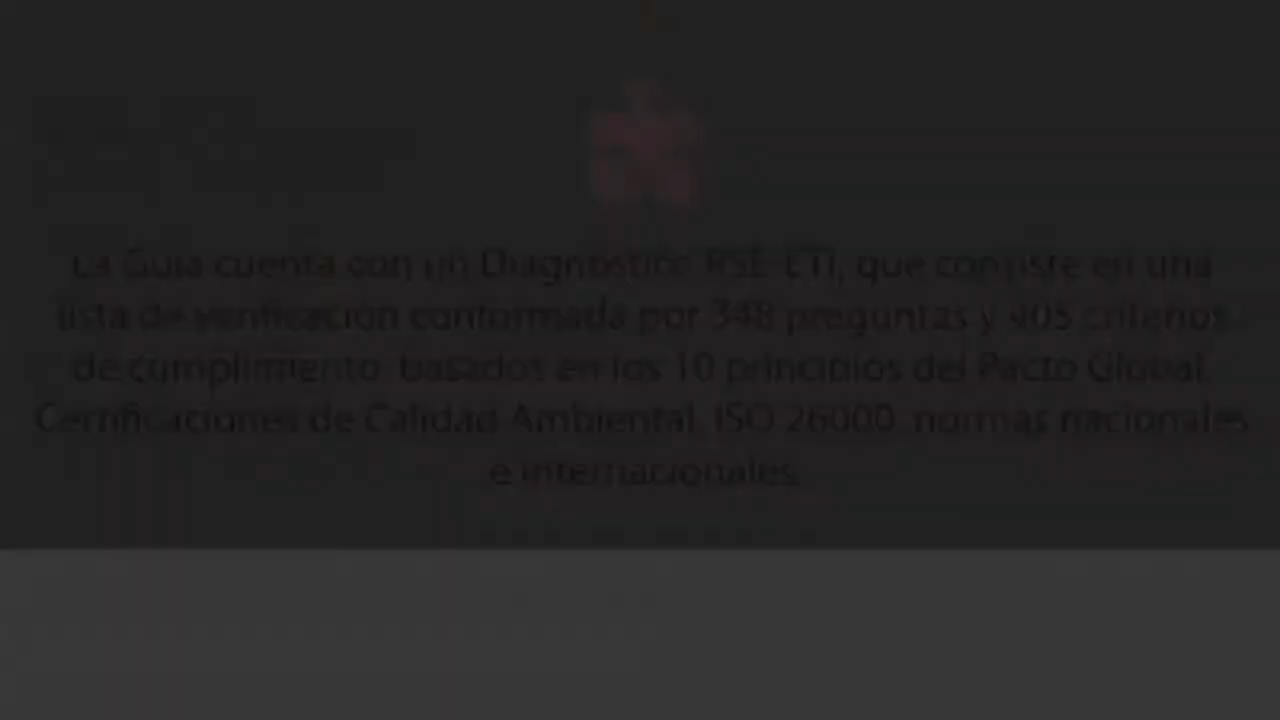 La Guía cuenta con un Diagnóstico RSE-ETI, que consiste en una
lista de verificación conformada por 348 preguntas y 405 criterios
de cumplimiento basados en los 10 principios del Pacto Global,
Certificaciones de Calidad Ambiental, ISO 26000, normas nacionales
e internacionales.